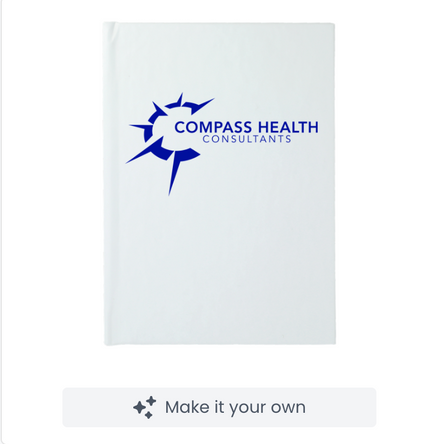 COMPASS HEALTH
CONSULTANTS
Make it your own